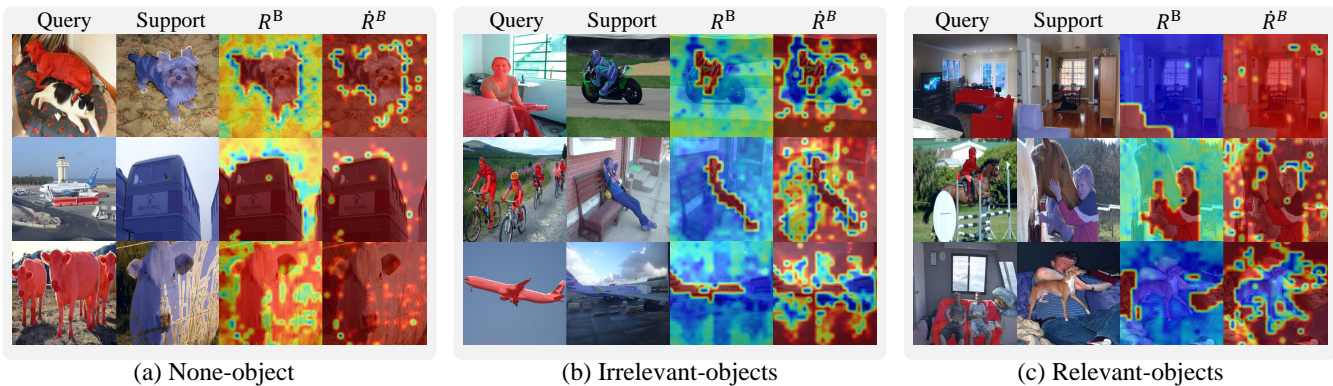 Query Support R^B Ṙ^B Query Support R^B Ṙ^B Query Support R^B Ṙ^B
(a) None-object (b) Irrelevant-objects (c) Relevant-objects